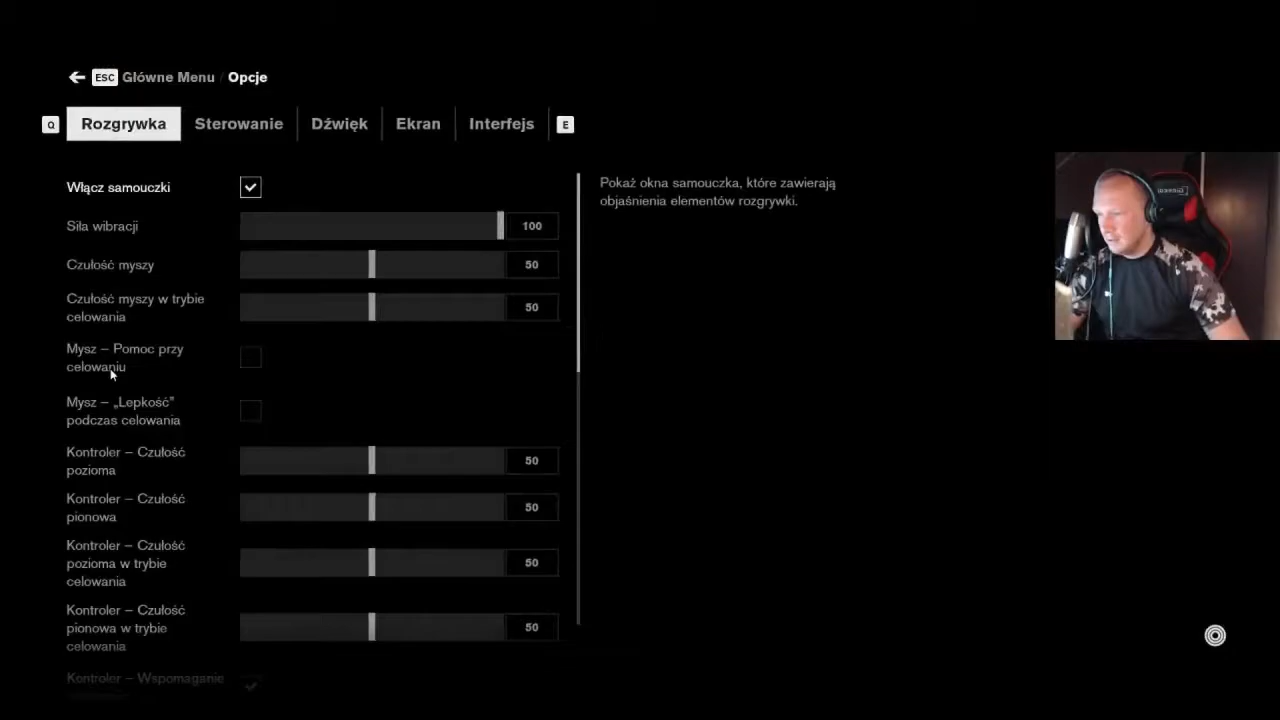 ESC Główne Menu / Opcje
Q Rozgrywka Sterowanie Dźwięk Ekran Interfejs E
Włącz samouczki
Pokaż okna samouczka, które zawierają
objaśnienia elementów rozgrywki.
Siła wibracji 100
Czułość myszy 50
Czułość myszy w trybie
celowania 50
Mysz – Pomoc przy
celowaniu
Mysz – „Lepkość”
podczas celowania
Kontroler – Czułość
pozioma 50
Kontroler – Czułość
pionowa 50
Kontroler – Czułość
pozioma w trybie
celowania 50
Kontroler – Czułość
pionowa w trybie
celowania 50
Kontroler – Wspomaganie